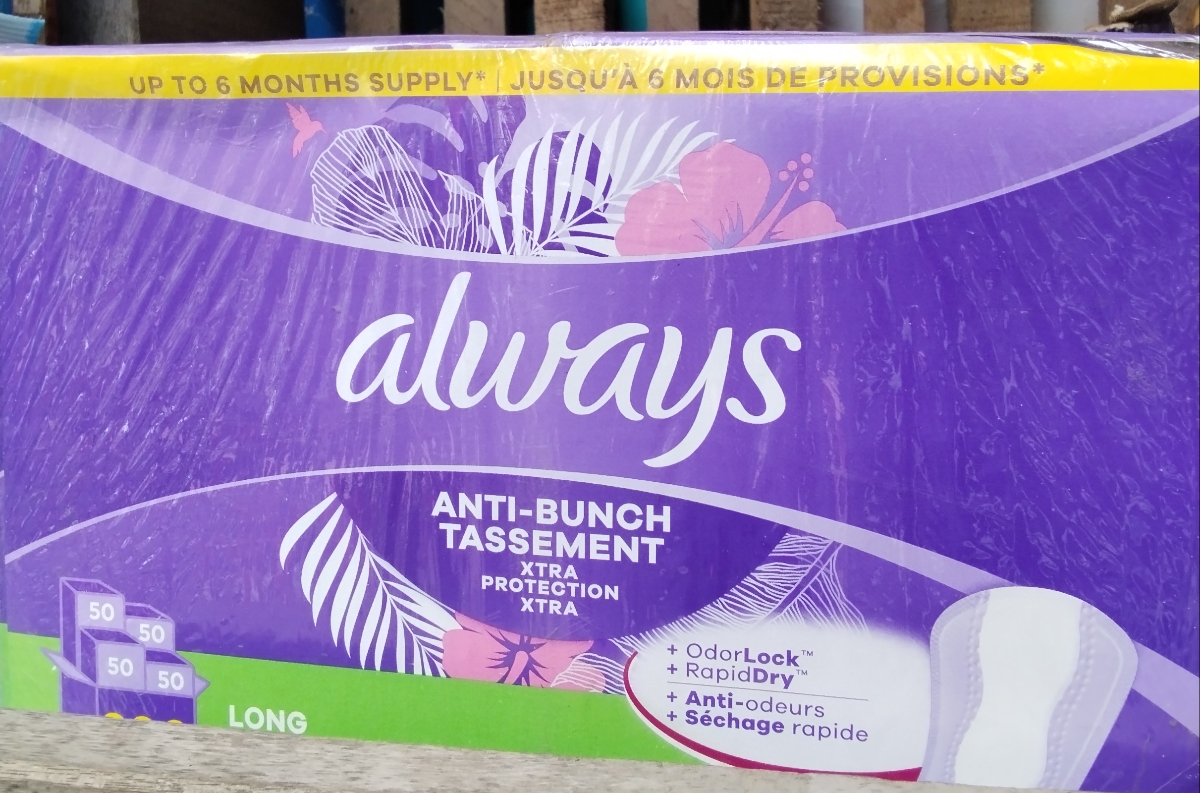 UP TO 6 MONTHS SUPPLY* | JUSQU'À 6 MOIS DE PROVISIONS*
always
ANTI-BUNCH
TASSEMENT
XTRA
PROTECTION
XTRA
50
50
50
50
LONG
+ OdorLock™
+ RapidDry™
+ Anti-odeurs
+ Séchage rapide